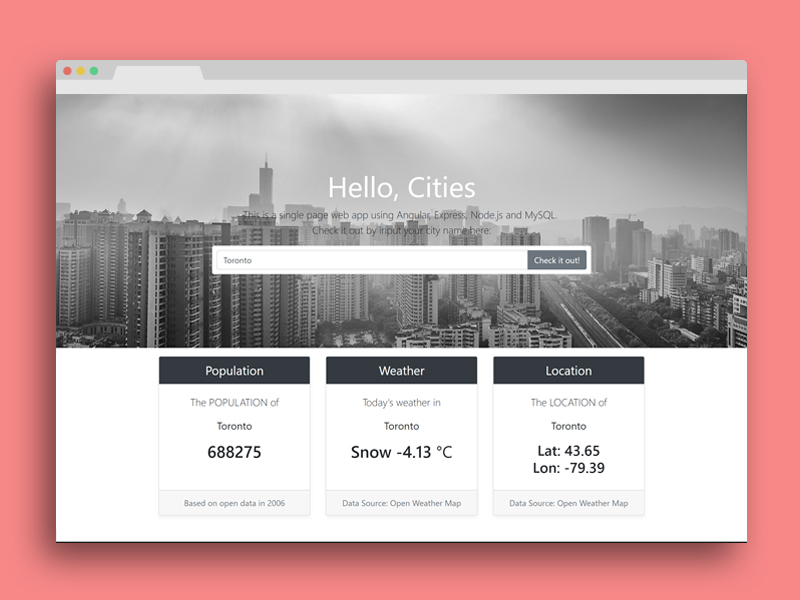 Hello, Cities
This is a single page web app using Angular, Express, Node.js and MySQL.
Check it out by input your city name here:
Toronto
Check it out!
Population
The POPULATION of
Toronto
688275
Based on open data in 2006
Weather
Today's weather in
Toronto
Snow -4.13 °C
Data Source: Open Weather Map
Location
The LOCATION of
Toronto
Lat: 43.65
Lon: -79.39
Data Source: Open Weather Map